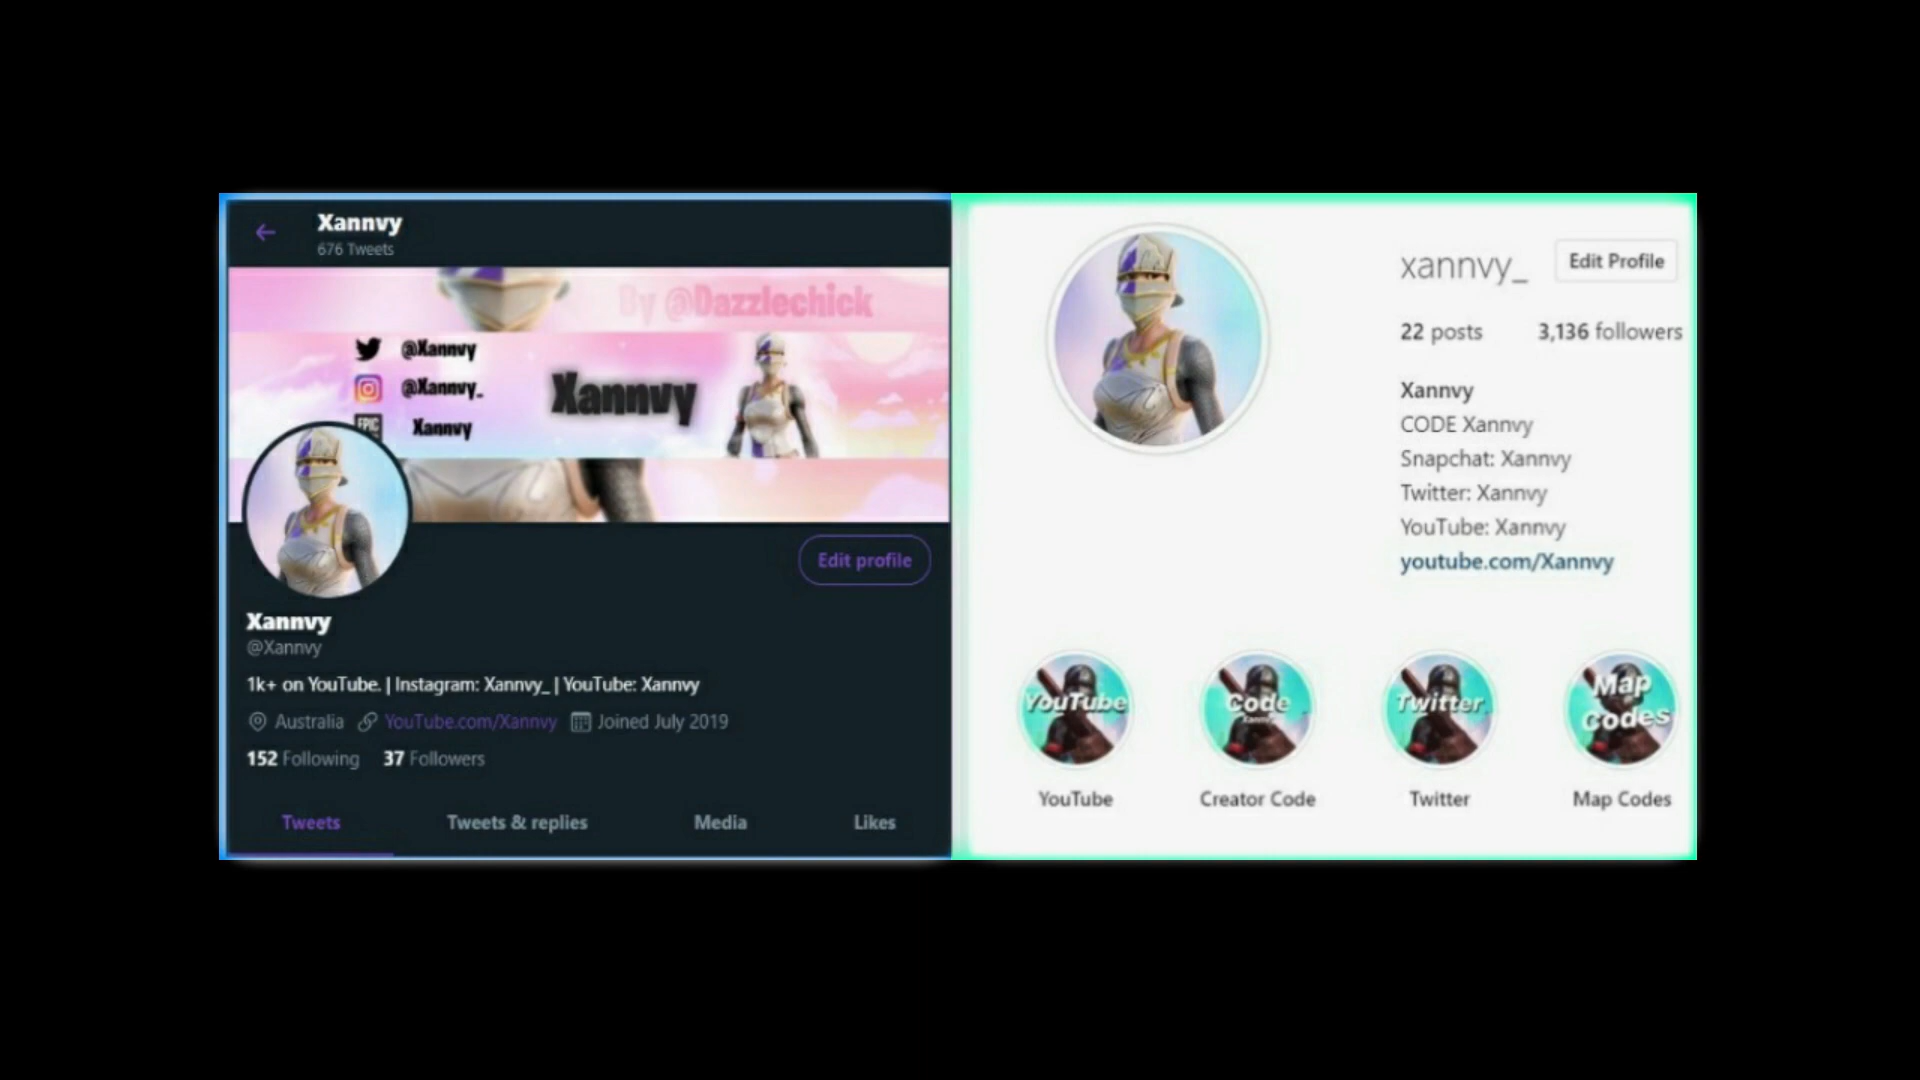 Xannvy
676 Tweets
By @Dazzlechick
@Xannvy
@Xannvy_
Xannvy
EPIC
Xannvy
Edit profile
Xannvy
@Xannvy
1k+ on YouTube. | Instagram: Xannvy_ | YouTube: Xannvy
Australia YouTube.com/Xannvy Joined July 2019
152 Following 37 Followers
Tweets Tweets & replies Media Likes
xannvy_ Edit Profile
22 posts 3,136 followers
Xannvy
CODE Xannvy
Snapchat: Xannvy
Twitter: Xannvy
YouTube: Xannvy
youtube.com/Xannvy
YouTube
Code
Xannvy
Twitter
Map
Codes
YouTube Creator Code Twitter Map Codes